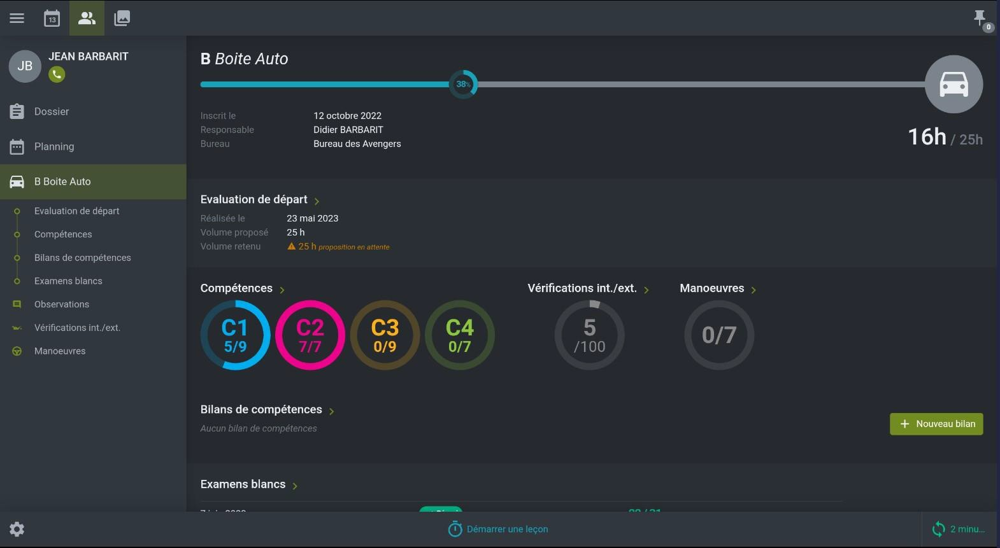 13
0
JB
JEAN BARBARIT
Dossier
Planning
B Boite Auto
Evaluation de départ
Compétences
Bilans de compétences
Examens blancs
Observations
Vérifications int./ext.
Manoeuvres
B Boite Auto
38%
Inscrit le 12 octobre 2022
Responsable Didier BARBARIT
Bureau Bureau des Avengers
16h / 25h
Evaluation de départ
Réalisée le 23 mai 2023
Volume proposé 25 h
Volume retenu 25 h proposition en attente
Compétences
C1
5/9
C2
7/7
C3
0/9
C4
0/7
Vérifications int./ext.
5
/100
Manoeuvres
0/7
Bilans de compétences
Aucun bilan de compétences
Nouveau bilan
Examens blancs
Démarrer une leçon
2 minu...